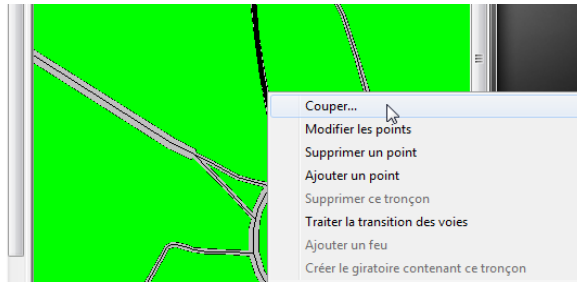 Couper...
Modifier les points
Supprimer un point
Ajouter un point
Supprimer ce tronçon
Traiter la transition des voies
Ajouter un feu
Créer le giratoire contenant ce tronçon